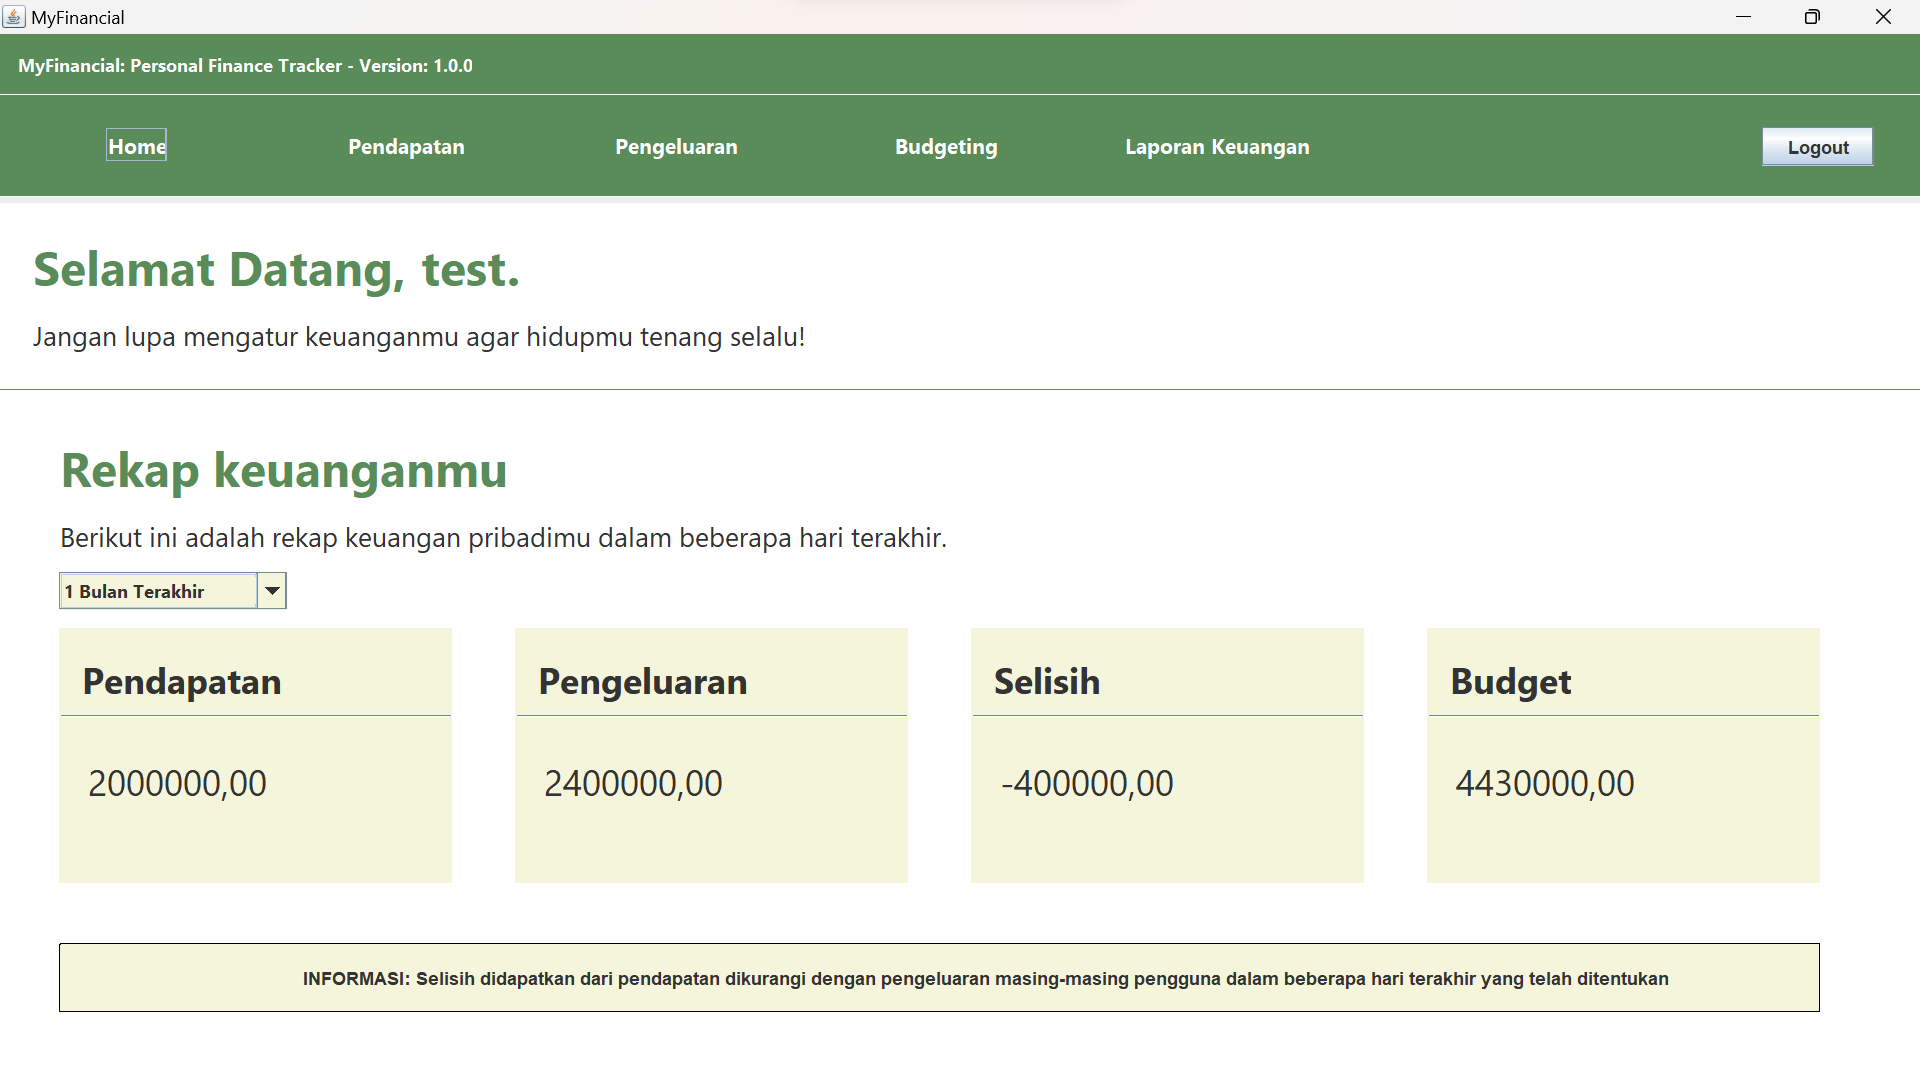 MyFinancial
MyFinancial: Personal Finance Tracker - Version: 1.0.0
Home Pendapatan Pengeluaran Budgeting Laporan Keuangan Logout
Selamat Datang, test.
Jangan lupa mengatur keuanganmu agar hidupmu tenang selalu!
Rekap keuanganmu
Berikut ini adalah rekap keuangan pribadimu dalam beberapa hari terakhir.
1 Bulan Terakhir
Pendapatan Pengeluaran Selisih Budget
2000000,00 2400000,00 -400000,00 4430000,00
INFORMASI: Selisih didapatkan dari pendapatan dikurangi dengan pengeluaran masing-masing pengguna dalam beberapa hari terakhir yang telah ditentukan